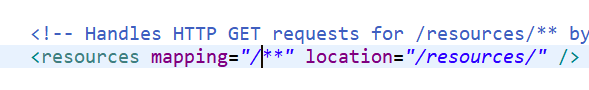 <!-- Handles HTTP GET requests for /resources/** by
<resources mapping="/**" location="/resources/" />